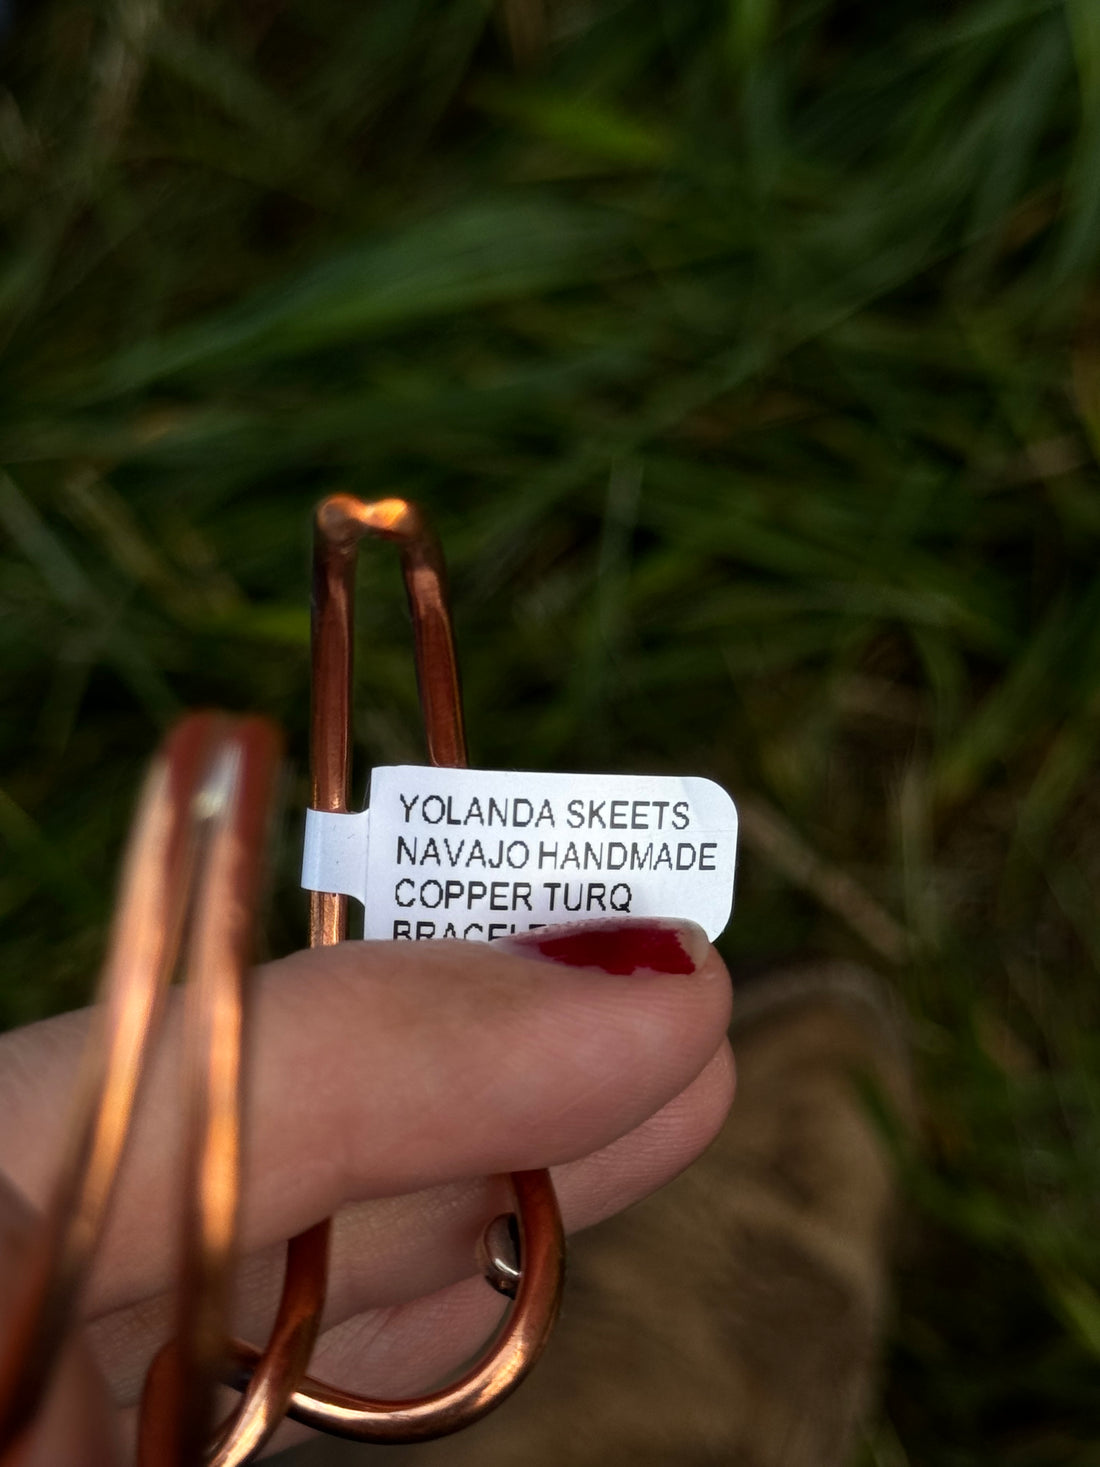 YOLANDA SKEETS
NAVAJO HANDMADE
COPPER TURQ